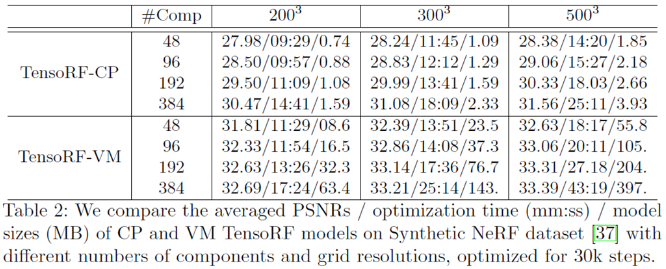 #Comp 200³ 300³ 500³
TensoRF-CP
48 27.98/09:29/0.74 28.24/11:45/1.09 28.38/14:20/1.85
96 28.50/09:57/0.88 28.83/12:12/1.29 29.06/15:27/2.18
192 29.50/11:09/1.08 29.99/13:41/1.59 30.33/18:03/2.66
384 30.47/14:41/1.59 31.08/18:09/2.33 31.56/25:11/3.93
TensoRF-VM
48 31.81/11:29/08.6 32.39/13:51/23.5 32.63/18:17/55.8
96 32.33/11:54/16.5 32.86/14:08/37.3 33.06/20:11/105.
192 32.63/13:26/32.3 33.14/17:36/76.7 33.31/27.18/204.
384 32.69/17:24/63.4 33.21/25:14/143. 33.39/43:19/397.
Table 2: We compare the averaged PSNRs / optimization time (mm:ss) / model
sizes (MB) of CP and VM TensoRF models on Synthetic NeRF dataset [37] with
different numbers of components and grid resolutions, optimized for 30k steps.